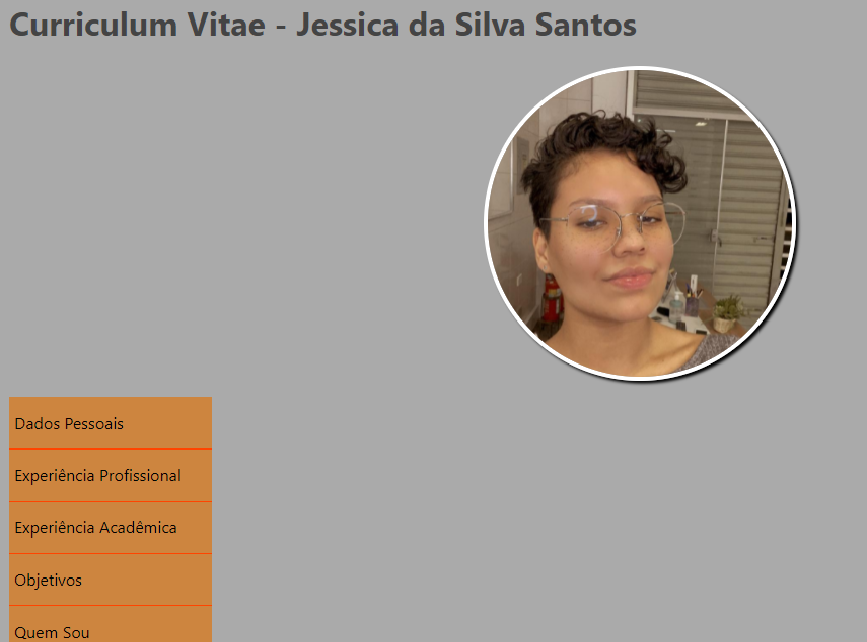 Curriculum Vitae - Jessica da Silva Santos
Dados Pessoais
Experiência Profissional
Experiência Acadêmica
Objetivos
Quem Sou